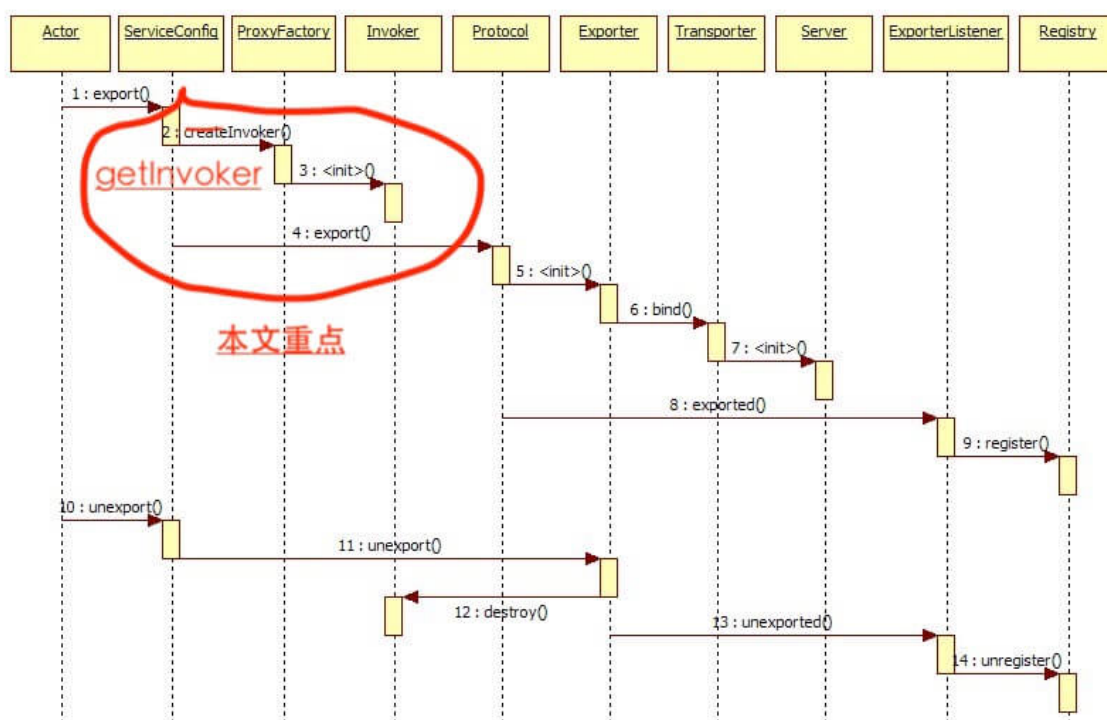 Actor ServiceConfig ProxyFactory Invoker Protocol Exporter Transporter Server ExporterListener Registry
1 : export()
2 : createInvoker()
getInvoker
3 : <init>()
4 : export()
5 : <init>()
6 : bind()
本文重点
7 : <init>()
8 : exported()
9 : register()
10 : unexport()
11 : unexport()
12 : destroy()
13 : unexported()
14 : unregister()